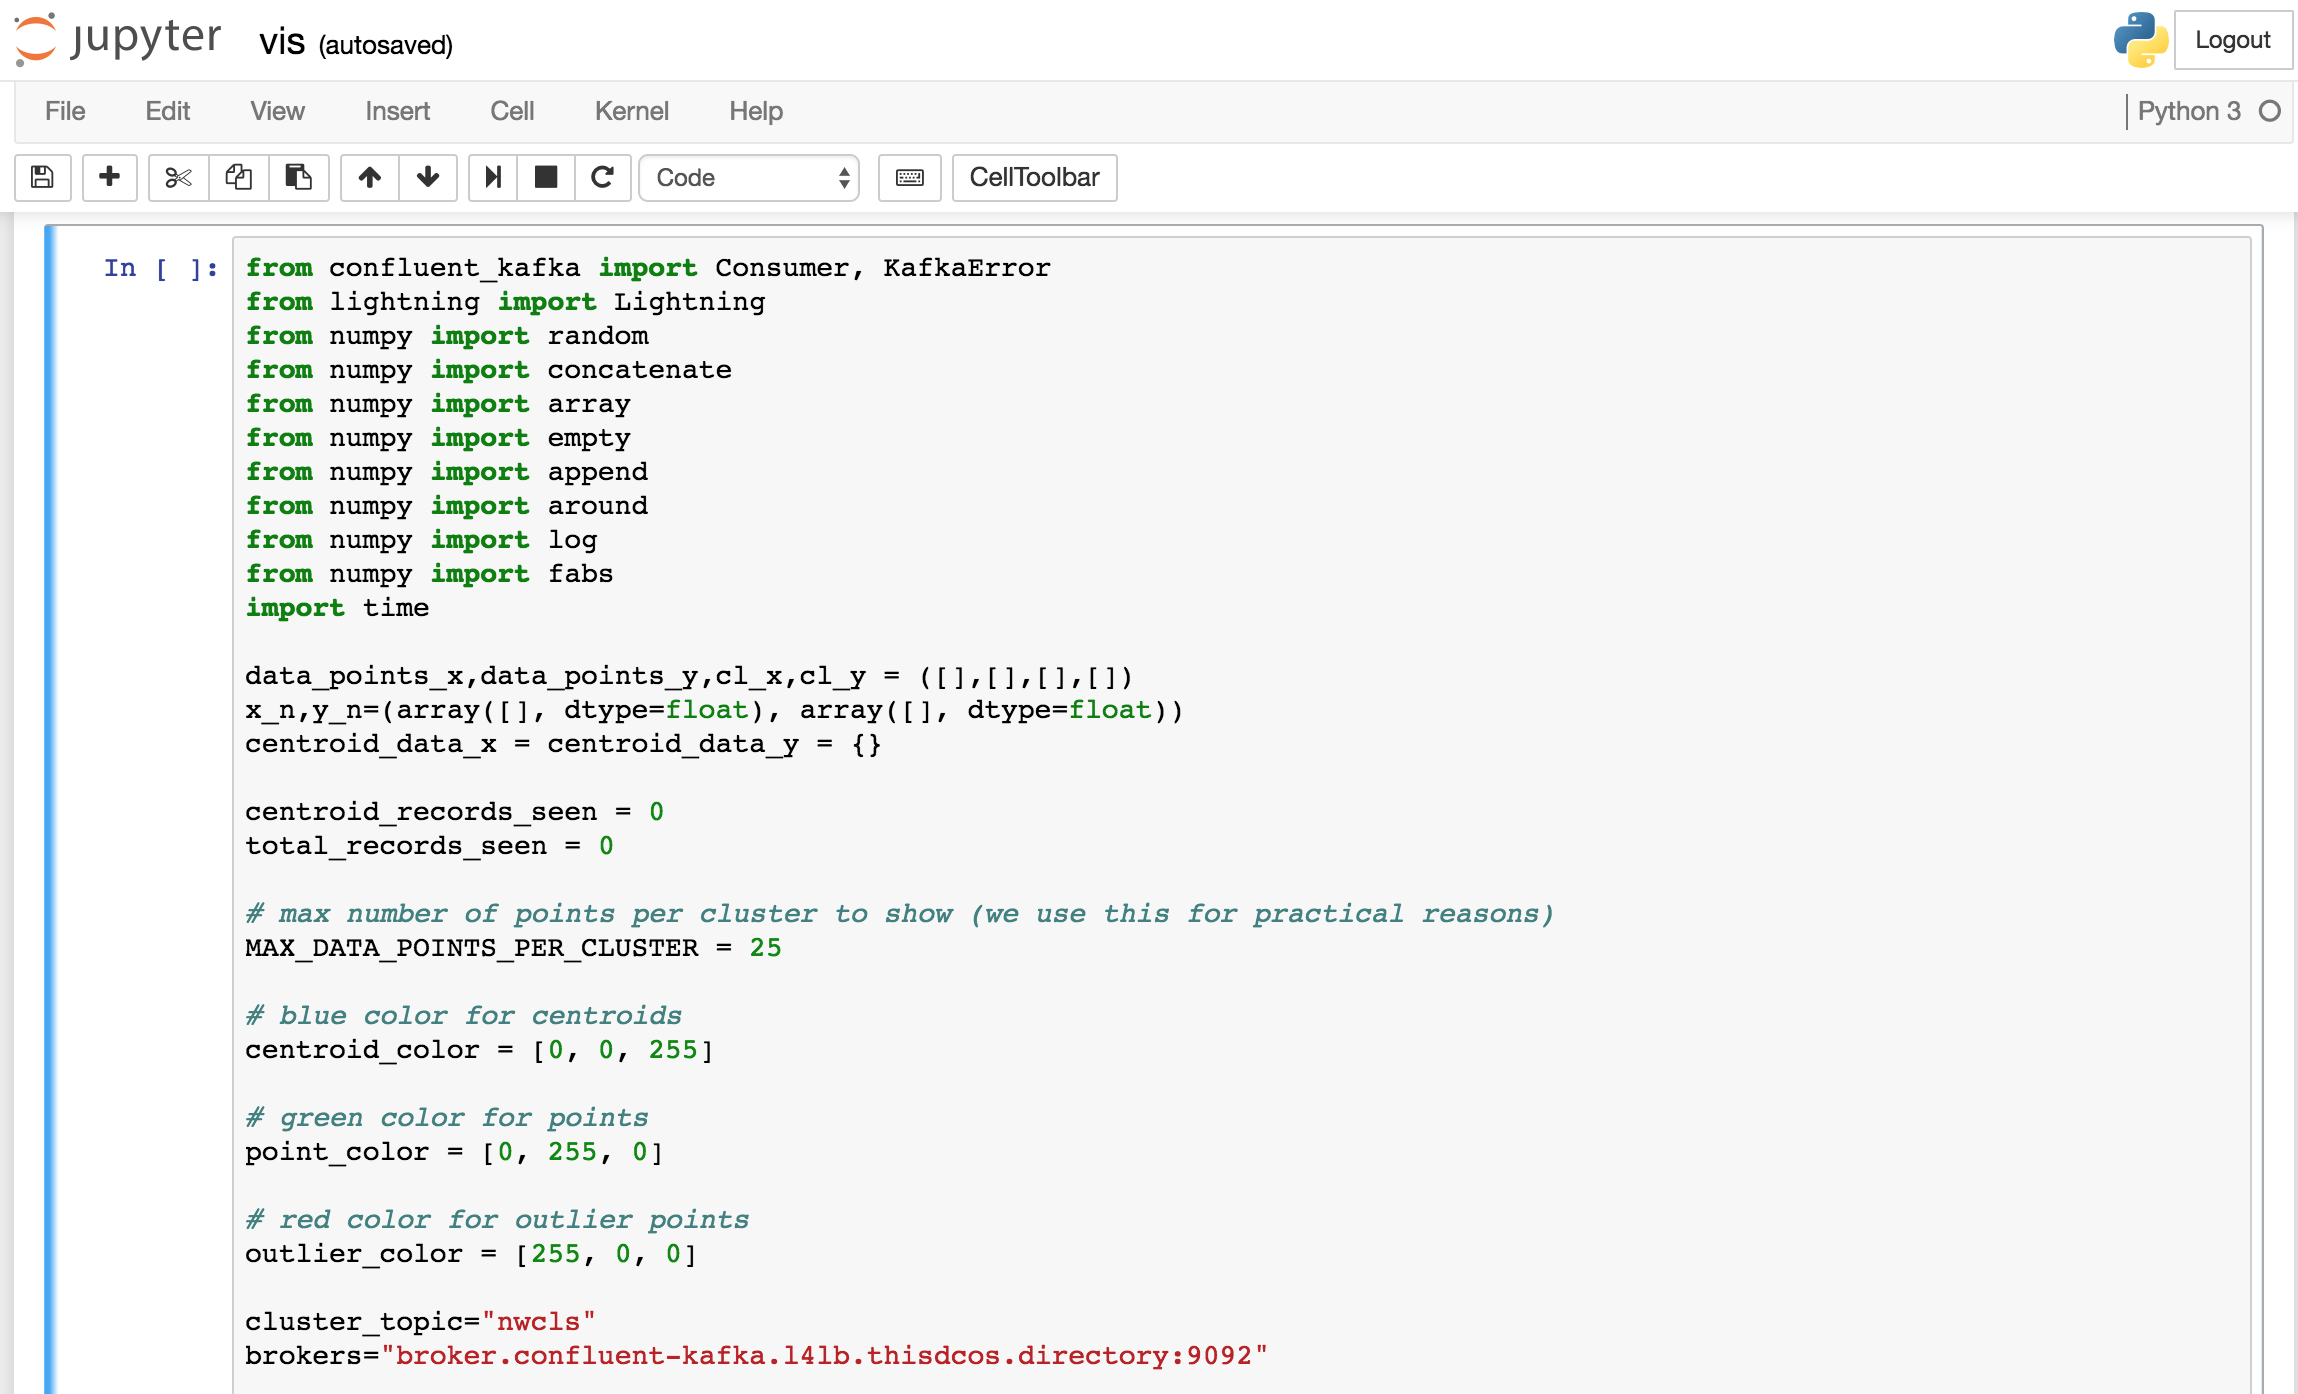 jupyter vis (autosaved) Logout
File Edit View Insert Cell Kernel Help Python 3
Code CellToolbar
In [ ]: from confluent_kafka import Consumer, KafkaError
from lightning import Lightning
from numpy import random
from numpy import concatenate
from numpy import array
from numpy import empty
from numpy import append
from numpy import around
from numpy import log
from numpy import fabs
import time
data_points_x,data_points_y,cl_x,cl_y = ([],[],[],[])
x_n,y_n=(array([], dtype=float), array([], dtype=float))
centroid_data_x = centroid_data_y = {}
centroid_records_seen = 0
total_records_seen = 0
# max number of points per cluster to show (we use this for practical reasons)
MAX_DATA_POINTS_PER_CLUSTER = 25
# blue color for centroids
centroid_color = [0, 0, 255]
# green color for points
point_color = [0, 255, 0]
# red color for outlier points
outlier_color = [255, 0, 0]
cluster_topic="nwcls"
brokers="broker.confluent-kafka.l4lb.thisdcos.directory:9092"